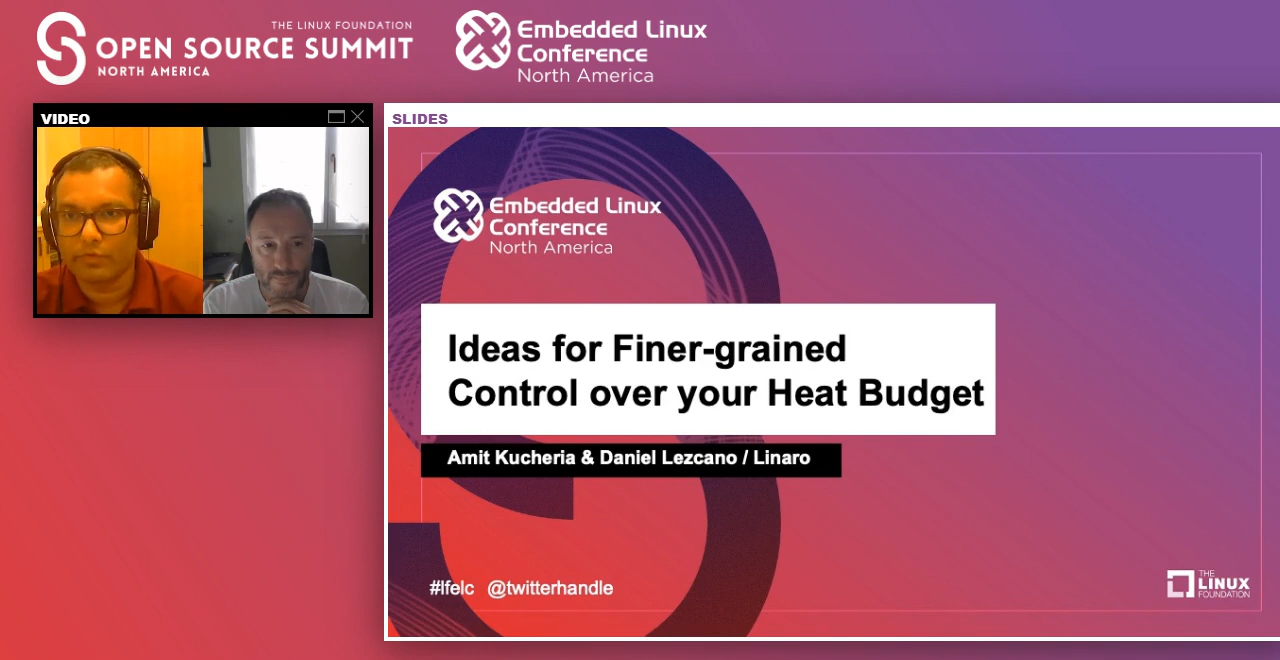 THE LINUX FOUNDATION
OPEN SOURCE SUMMIT
NORTH AMERICA
Embedded Linux
Conference
North America
VIDEO
SLIDES
Embedded Linux
Conference
North America
Ideas for Finer-grained
Control over your Heat Budget
Amit Kucheria & Daniel Lezcano / Linaro
#lfelc @twitterhandle
THE
LINUX
FOUNDATION